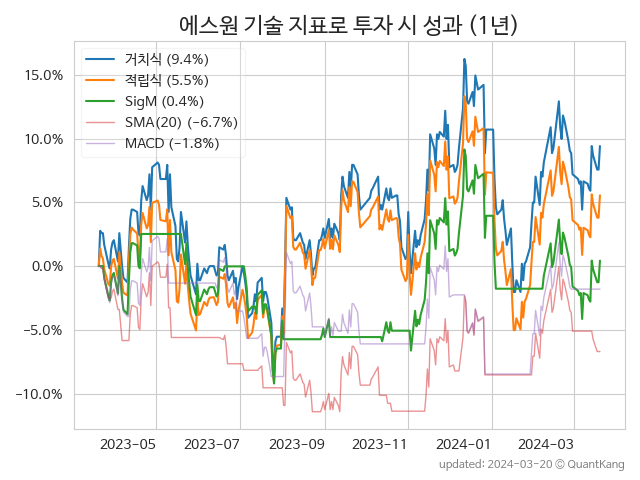 에스원 기술 지표로 투자 시 성과 (1년)
거치식 (9.4%)
적립식 (5.5%)
SigM (0.4%)
SMA(20) (−6.7%)
MACD (−1.8%)
15.0%
10.0%
5.0%
0.0%
−5.0%
−10.0%
2023-05 2023-07 2023-09 2023-11 2024-01 2024-03
updated: 2024-03-20 ⓒ QuantKang